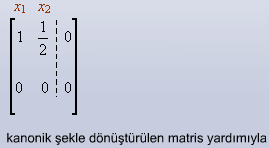 x₁ x₂
1 1/2 0
0 0 0
kanonik şekle dönüştürülen matris yardımıyla